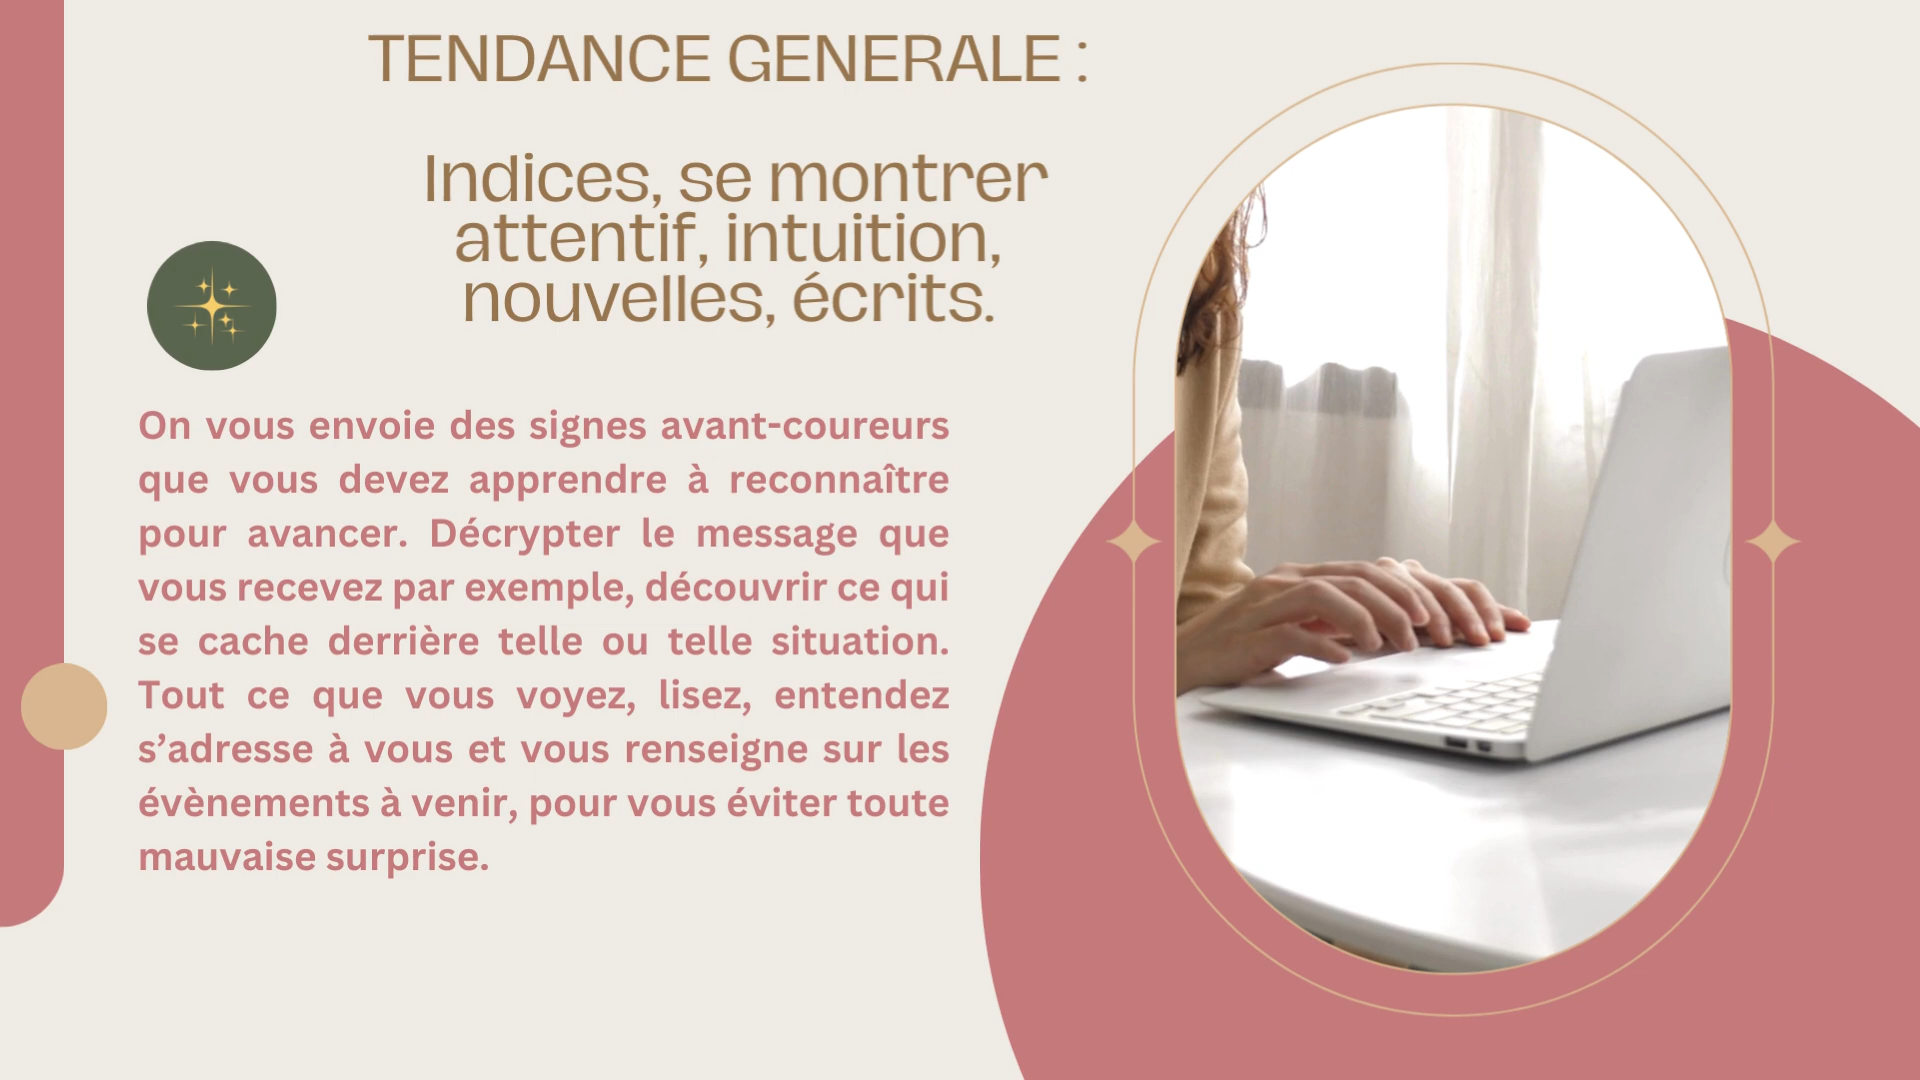 TENDANCE GENERALE :
Indices, se montrer
attentif, intuition,
nouvelles, écrits.
On vous envoie des signes avant-coureurs
que vous devez apprendre à reconnaître
pour avancer. Décrypter le message que
vous recevez par exemple, découvrir ce qui
se cache derrière telle ou telle situation.
Tout ce que vous voyez, lisez, entendez
s’adresse à vous et vous renseigne sur les
évènements à venir, pour vous éviter toute
mauvaise surprise.